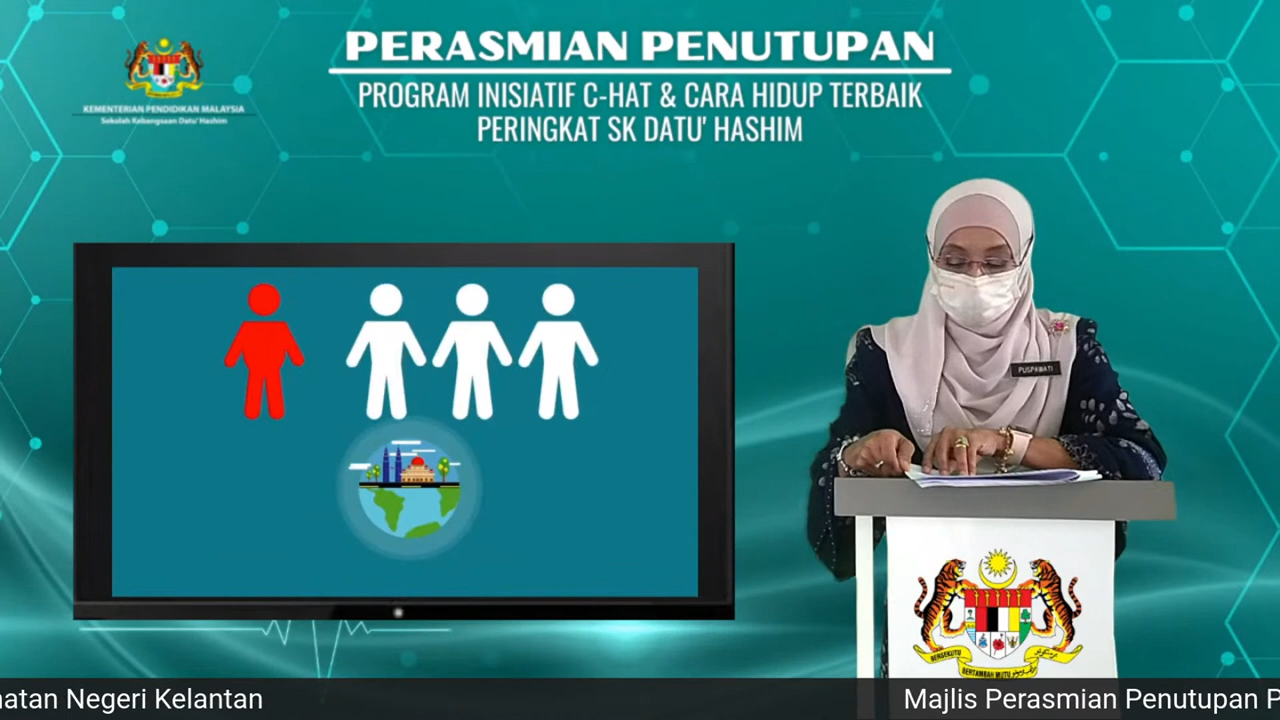 PERASMIAN PENUTUPAN
PROGRAM INISIATIF C-HAT & CARA HIDUP TERBAIK
PERINGKAT SK DATU' HASHIM
KEMENTERIAN PENDIDIKAN MALAYSIA
Sekolah Kebangsaan Datu' Hashim
PUSPAWATI
BERSEKUTU
BERTAMBAH MUTU
hatan Negeri Kelantan
Majlis Perasmian Penutupan P